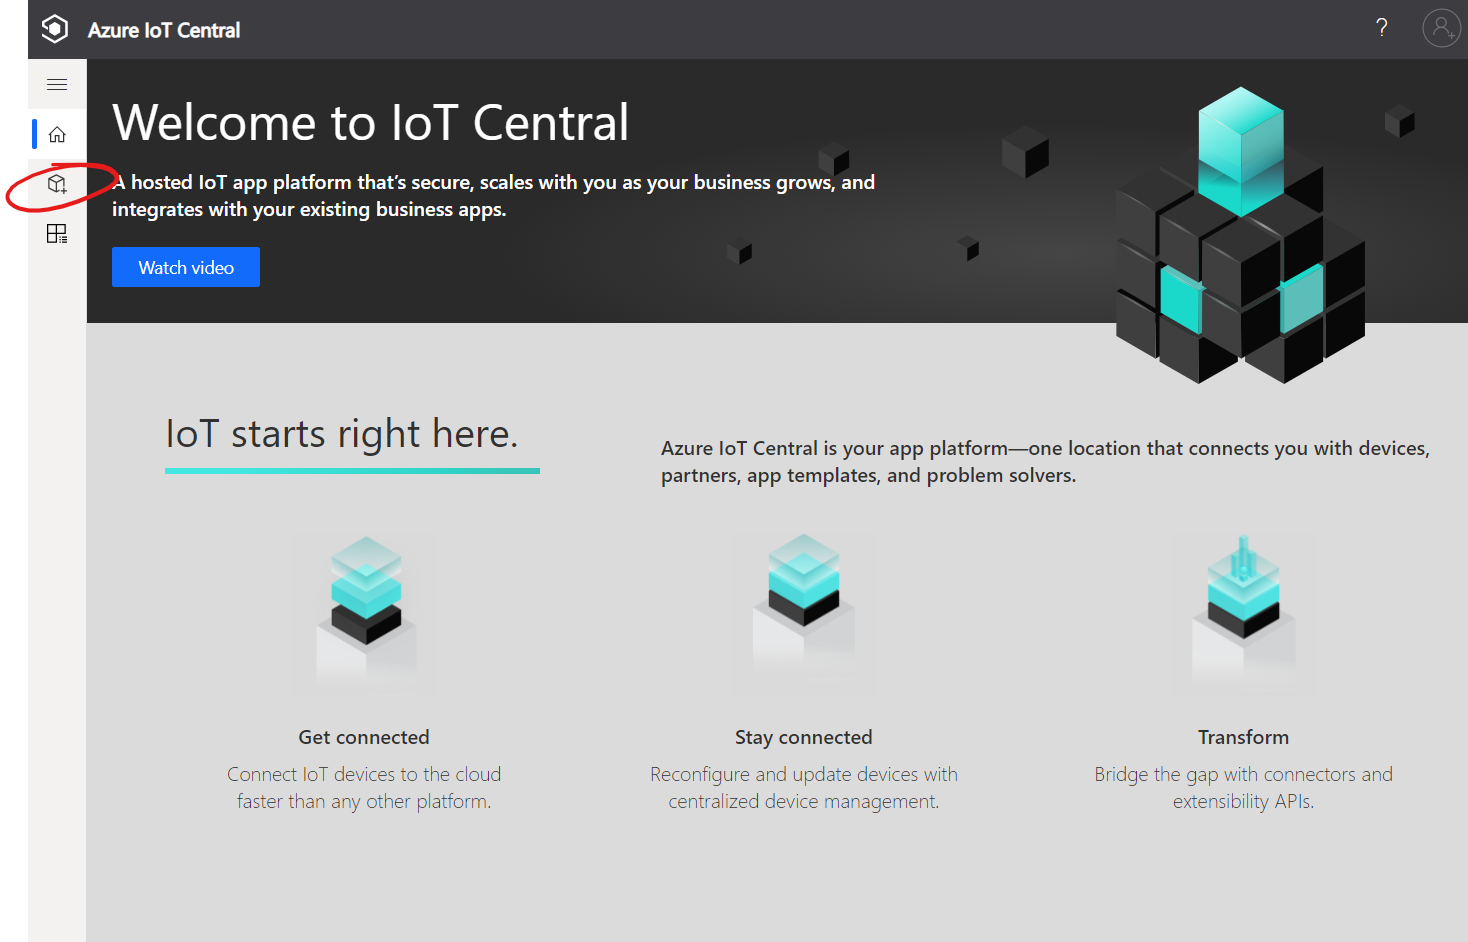 Azure IoT Central
?
Welcome to IoT Central
A hosted IoT app platform that's secure, scales with you as your business grows, and
integrates with your existing business apps.
Watch video
IoT starts right here.
Azure IoT Central is your app platform—one location that connects you with devices,
partners, app templates, and problem solvers.
Get connected
Connect IoT devices to the cloud
faster than any other platform.
Stay connected
Reconfigure and update devices with
centralized device management.
Transform
Bridge the gap with connectors and
extensibility APIs.